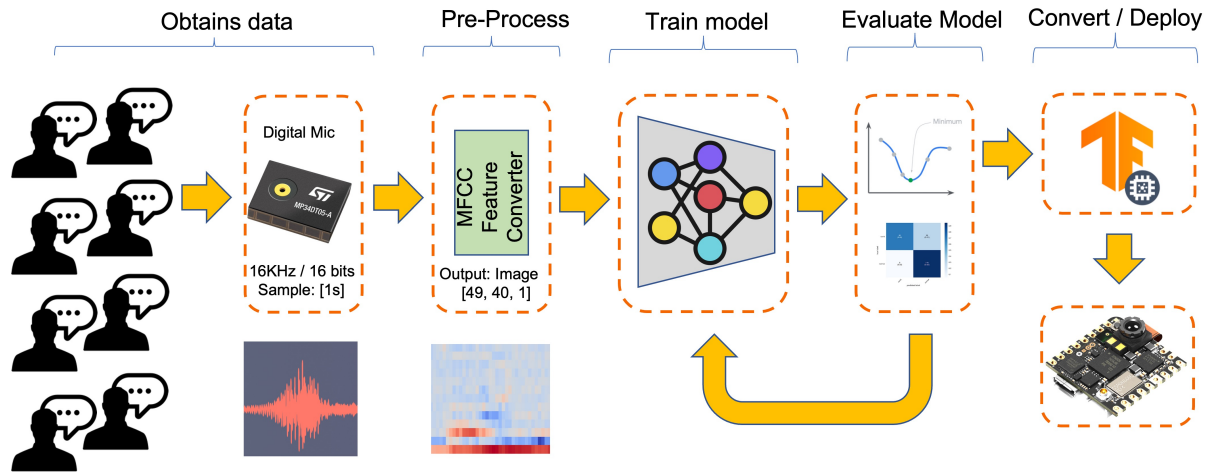 Obtains data
Pre-Process
Train model
Evaluate Model
Convert / Deploy
Digital Mic
MP34DT05-A
16KHz / 16 bits
Sample: [1s]
MFCC
Feature
Converter
Output: Image
[49, 40, 1]
Minimum